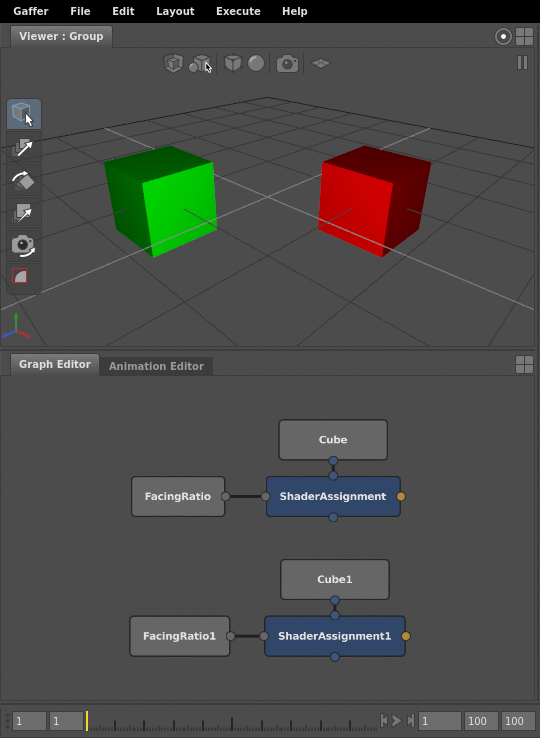 Gaffer File Edit Layout Execute Help
Viewer : Group
Graph Editor Animation Editor
Cube
FacingRatio ShaderAssignment
Cube1
FacingRatio1 ShaderAssignment1
1 1 1 100 100